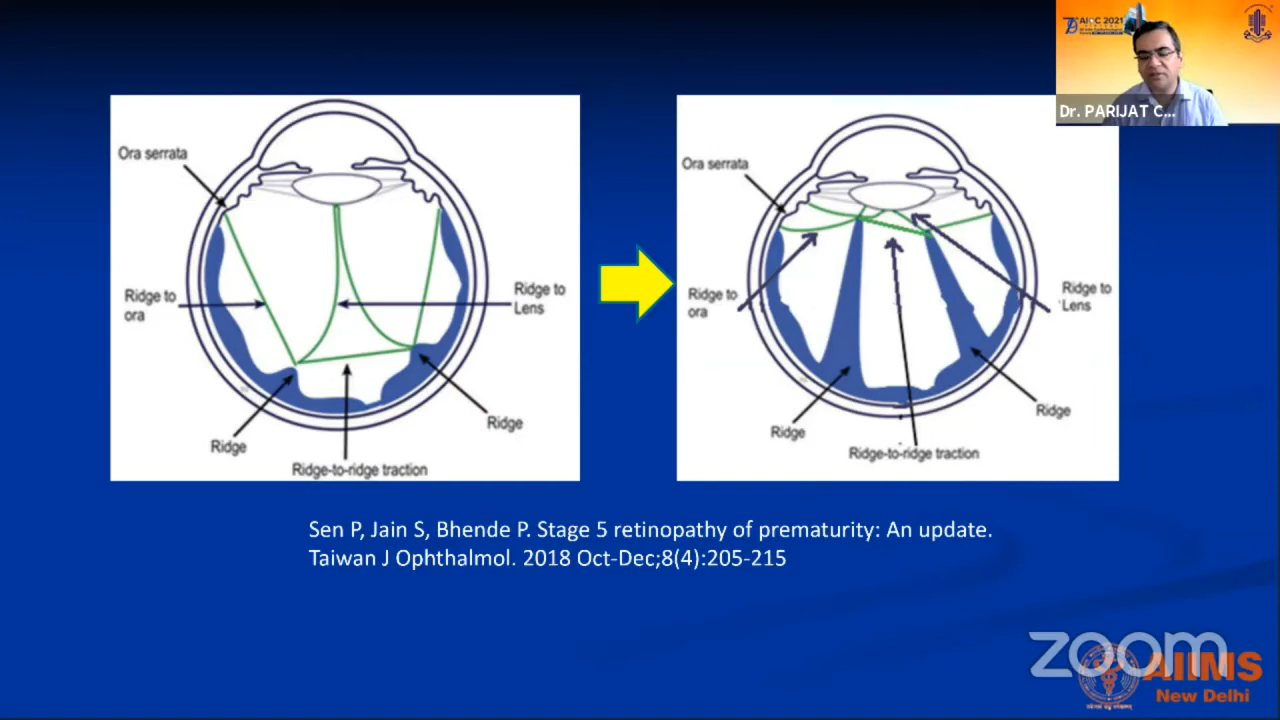 AIOC 2021
Dr. PARIJAT C...
Ora serrata
Ridge to
ora
Ridge to
Lens
Ridge
Ridge
Ridge-to-ridge traction
Ora serrata
Ridge to
ora
Ridge to
Lens
Ridge
Ridge
Ridge-to-ridge traction
Sen P, Jain S, Bhende P. Stage 5 retinopathy of prematurity: An update.
Taiwan J Ophthalmol. 2018 Oct-Dec;8(4):205-215
zoom
AIIMS
New Delhi